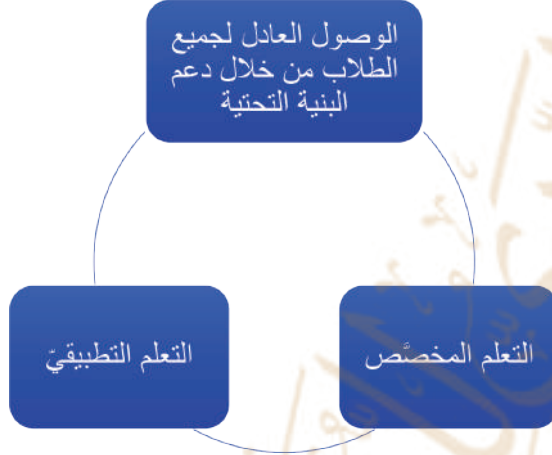 الوصول العادل لجميع
الطلاب من خلال دعم
البنية التحتية
التعلم المخصَّص
التعلم التطبيقيّ